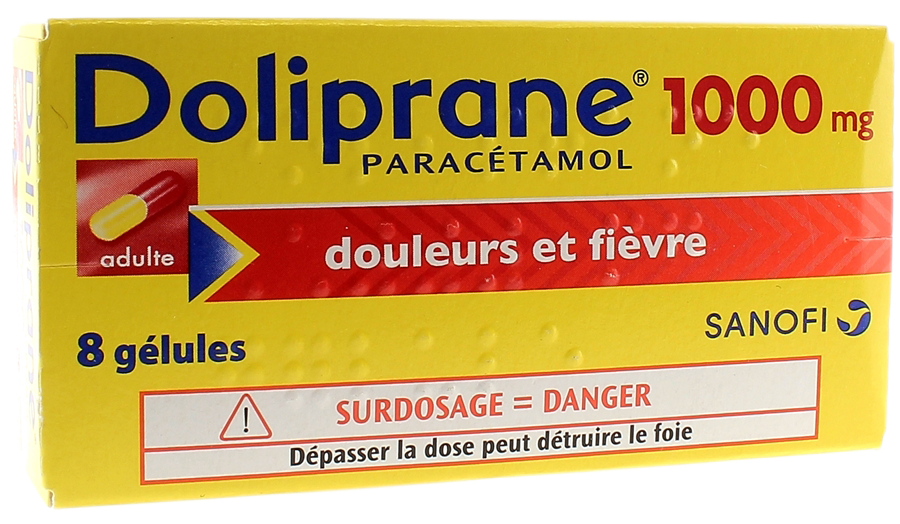 Doliprane® 1000 mg
PARACÉTAMOL
adulte
douleurs et fièvre
8 gélules
SANOFI
SURDOSAGE = DANGER
Dépasser la dose peut détruire le foie
Doliprane